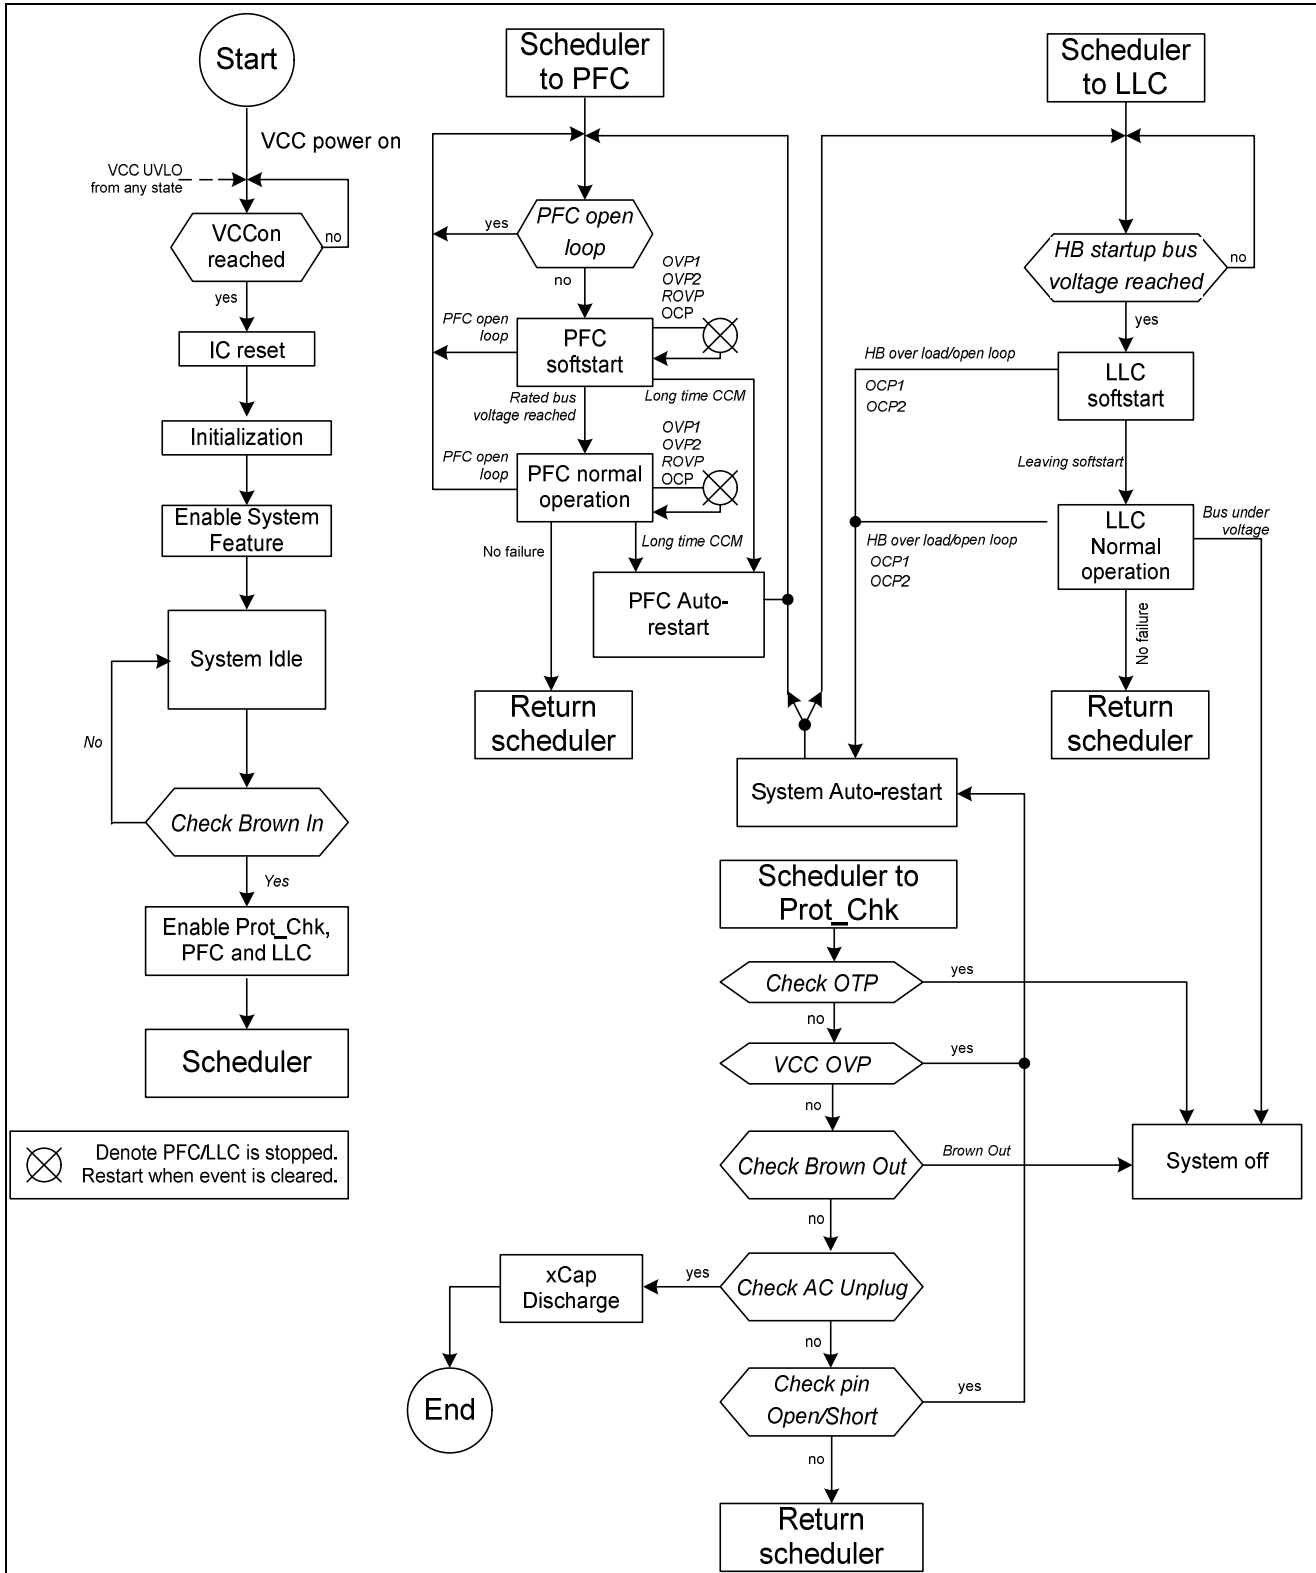 Start
VCC power on
VCC UVLO
from any state
VCCon
reached
no
yes
IC reset
Initialization
Enable System
Feature
System Idle
No
Check Brown In
Yes
Enable Prot_Chk,
PFC and LLC
Scheduler
Denote PFC/LLC is stopped.
Restart when event is cleared.
Scheduler
to PFC
PFC open
loop
yes
no
OVP1
OVP2
ROVP
OCP
PFC open
loop
PFC
softstart
Rated bus
voltage reached
Long time CCM
OVP1
OVP2
ROVP
OCP
PFC open
loop
PFC normal
operation
No failure
Long time CCM
PFC Auto-
restart
Return
scheduler
Scheduler
to LLC
HB startup bus
voltage reached
no
yes
HB over load/open loop
OCP1
OCP2
LLC
softstart
Leaving softstart
Bus under
voltage
LLC
Normal
operation
HB over load/open loop
OCP1
OCP2
No failure
Return
scheduler
System Auto-restart
Scheduler to
Prot_Chk
Check OTP
yes
no
VCC OVP
yes
no
Check Brown Out
Brown Out
System off
no
Check AC Unplug
yes
xCap
Discharge
End
no
Check pin
Open/Short
yes
no
Return
scheduler